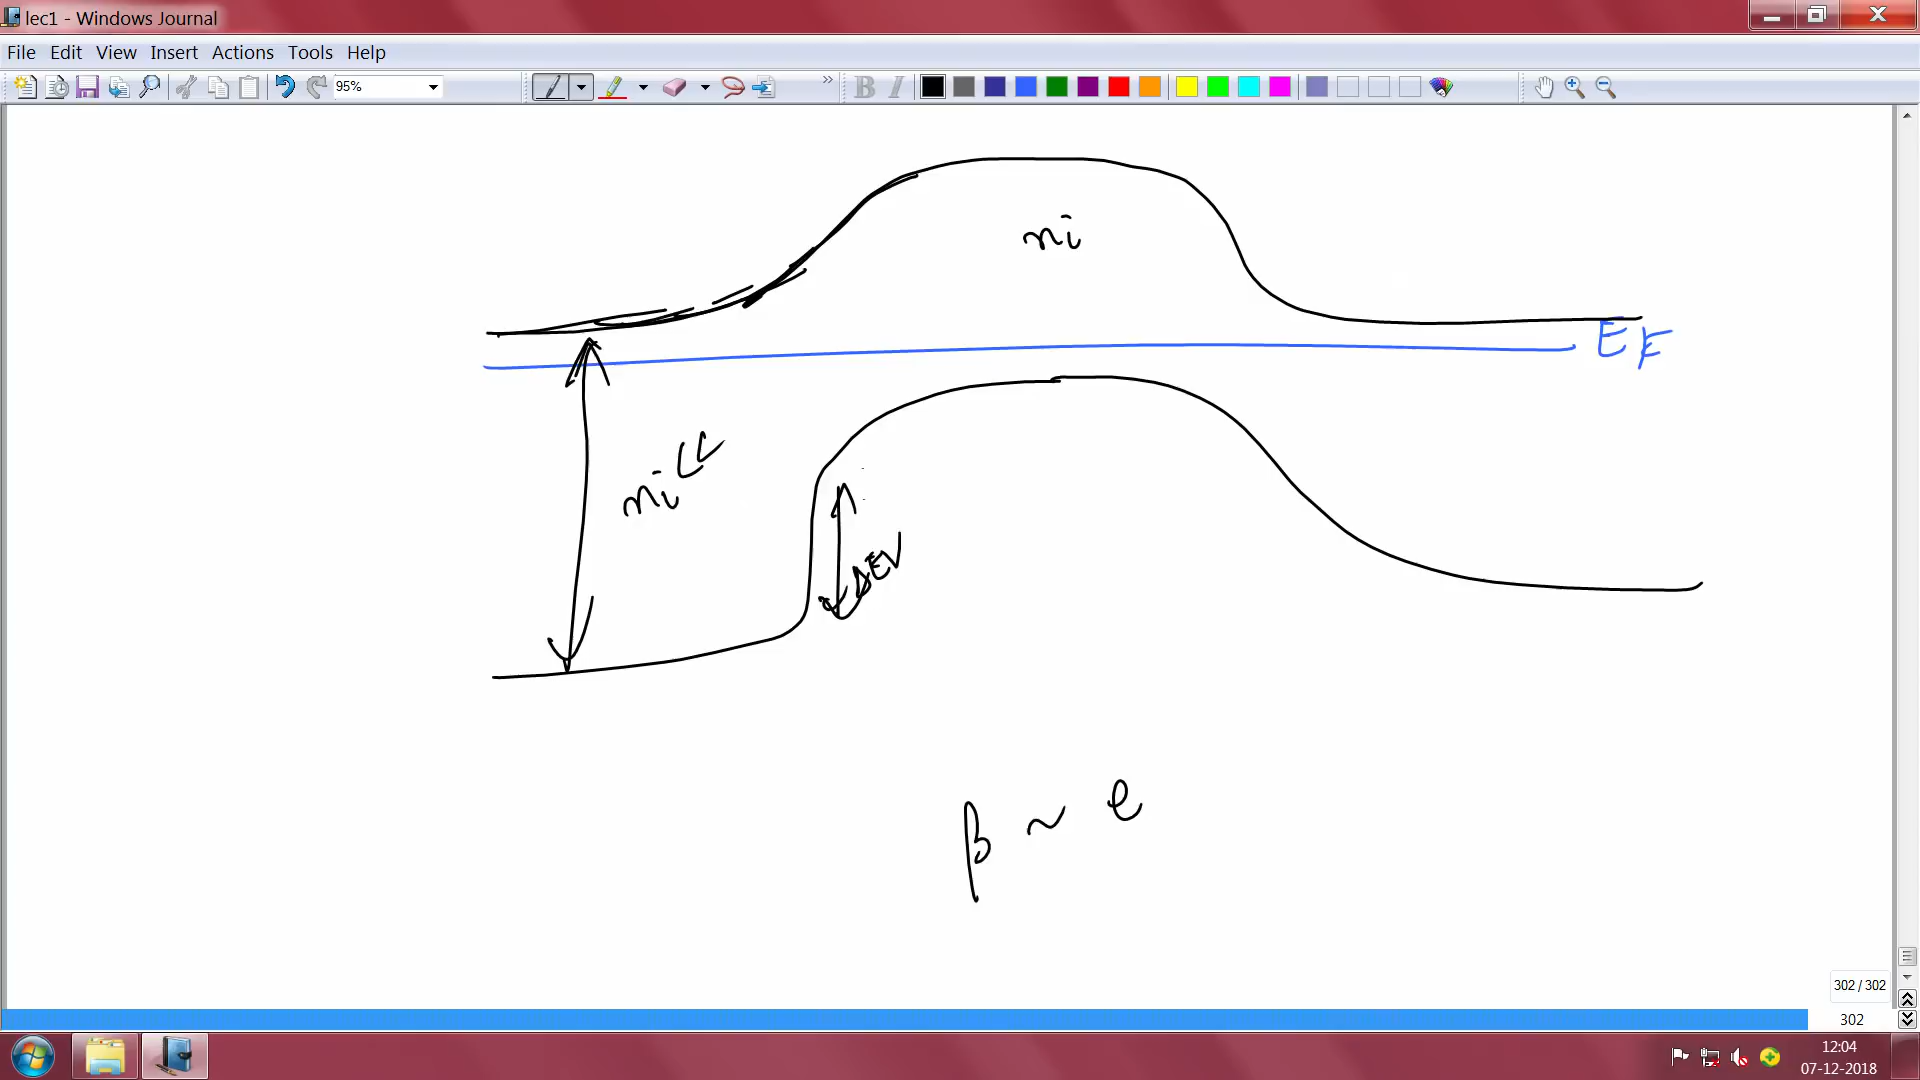 lec1 - Windows Journal
File Edit View Insert Actions Tools Help
95%
B I
ni
EF
ni
ΔEV
β ~ e
302 / 302
302
12:04
07-12-2018